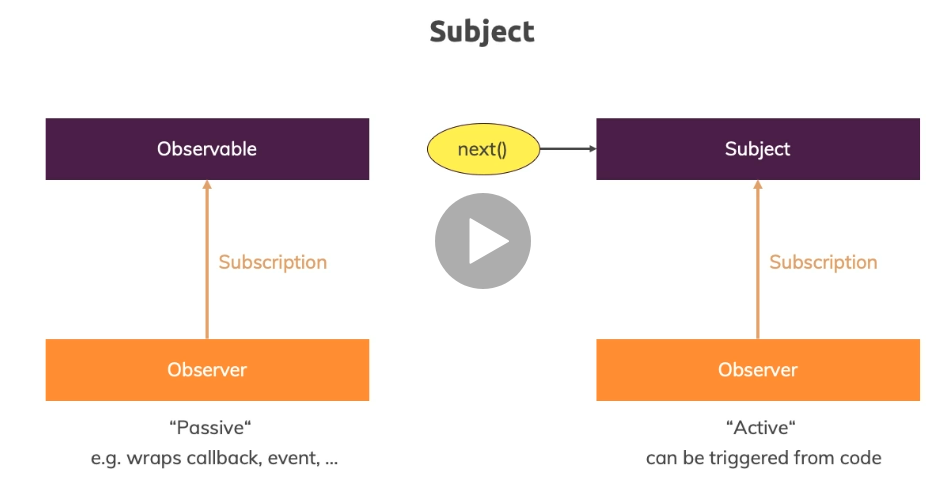 Subject
Observable
next()
Subject
Subscription
Subscription
Observer
Observer
“Passive“
e.g. wraps callback, event, ...
“Active“
can be triggered from code